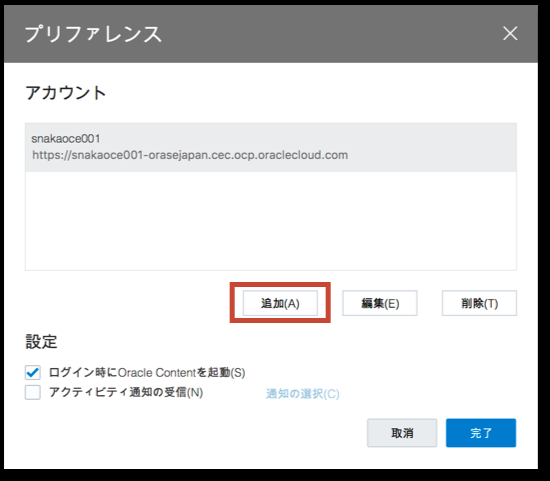 プリファレンス
アカウント
snakaoce001
https://snakaoce001-orasejapan.cec.ocp.oraclecloud.com
追加(A) 編集(E) 削除(T)
設定
ログイン時にOracle Contentを起動(S)
アクティビティ通知の受信(N) 通知の選択(C)
取消 完了